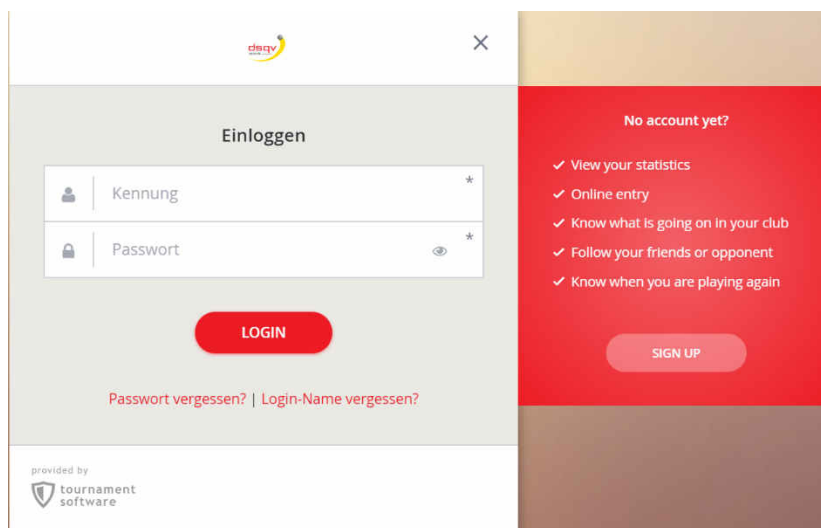 dsqv
Einloggen
Kennung *
Passwort *
LOGIN
Passwort vergessen? | Login-Name vergessen?
provided by
tournament
software
No account yet?
View your statistics
Online entry
Know what is going on in your club
Follow your friends or opponent
Know when you are playing again
SIGN UP